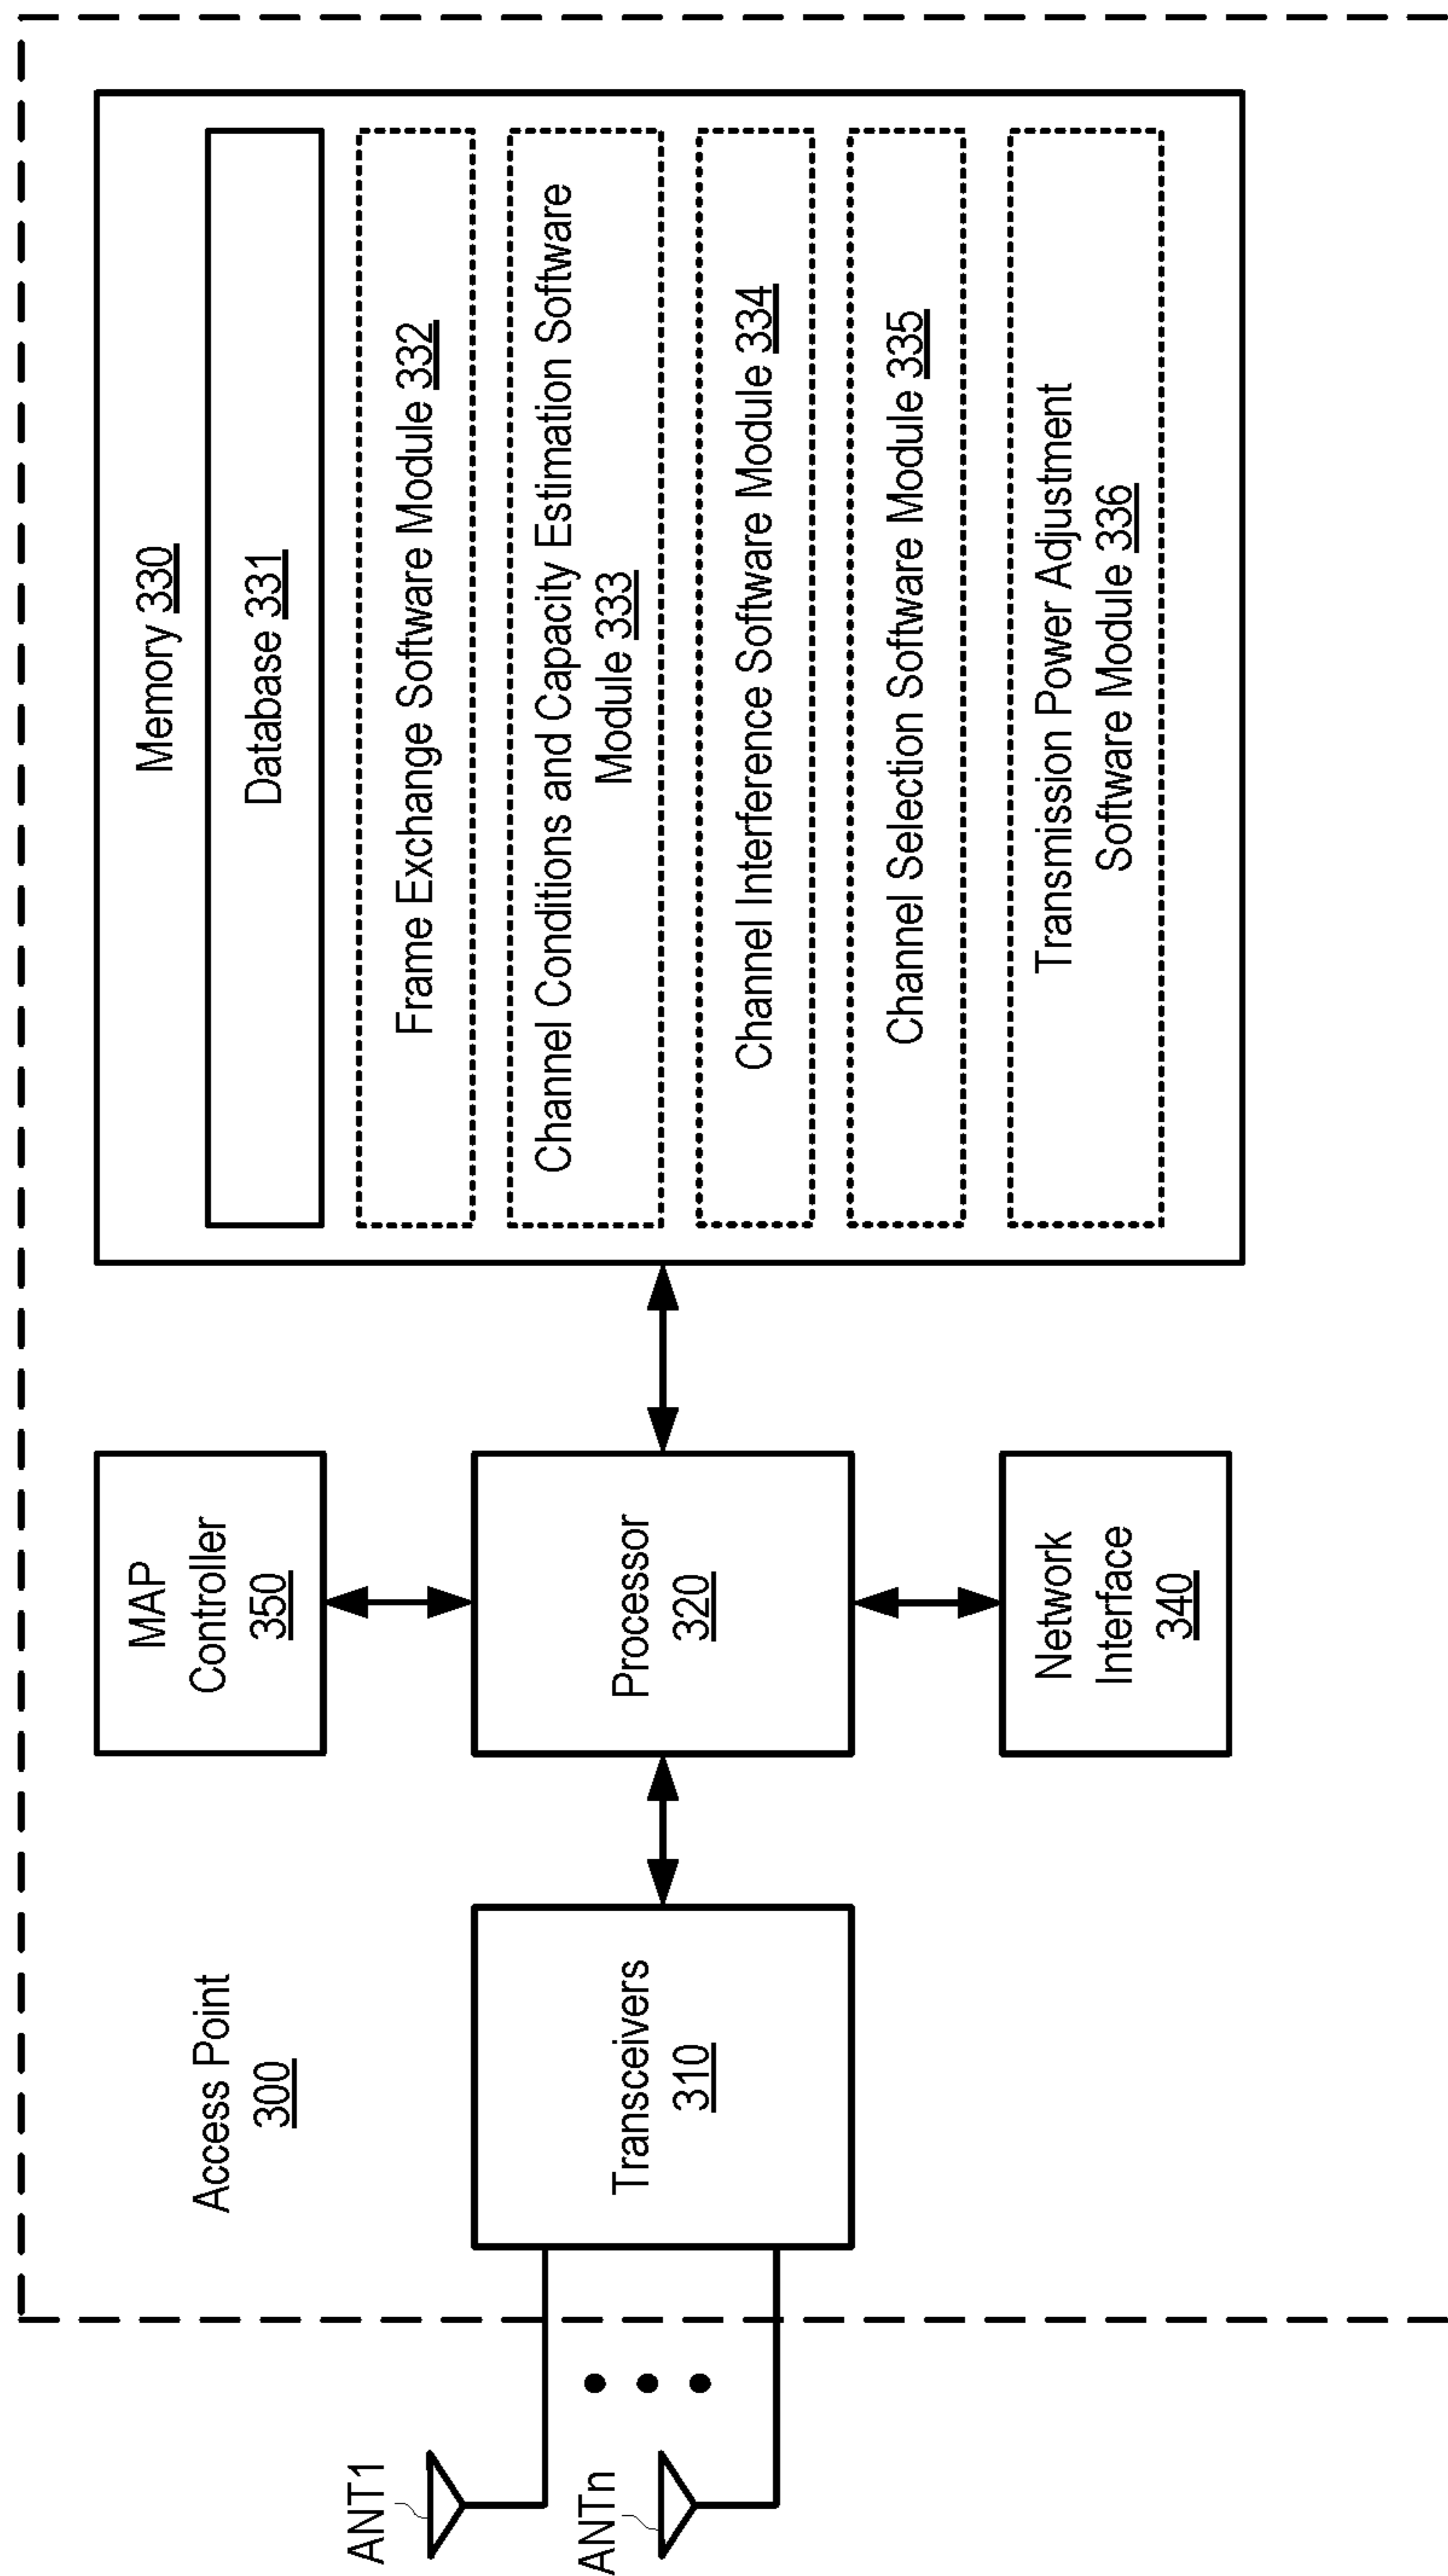 Access Point
300
ANT1
ANTn
Transceivers
310
MAP
Controller
350
Processor
320
Network
Interface
340
Memory 330
Database 331
Frame Exchange Software Module 332
Channel Conditions and Capacity Estimation Software
Module 333
Channel Interference Software Module 334
Channel Selection Software Module 335
Transmission Power Adjustment
Software Module 336